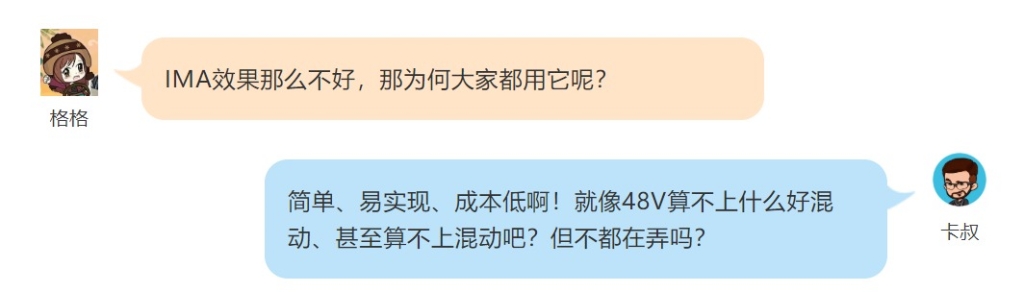 IMA效果那么不好，那为何大家都用它呢？
格格
简单、易实现、成本低啊！就像48V算不上什么好混
动、甚至算不上混动吧？但不都在弄吗？
卡叔